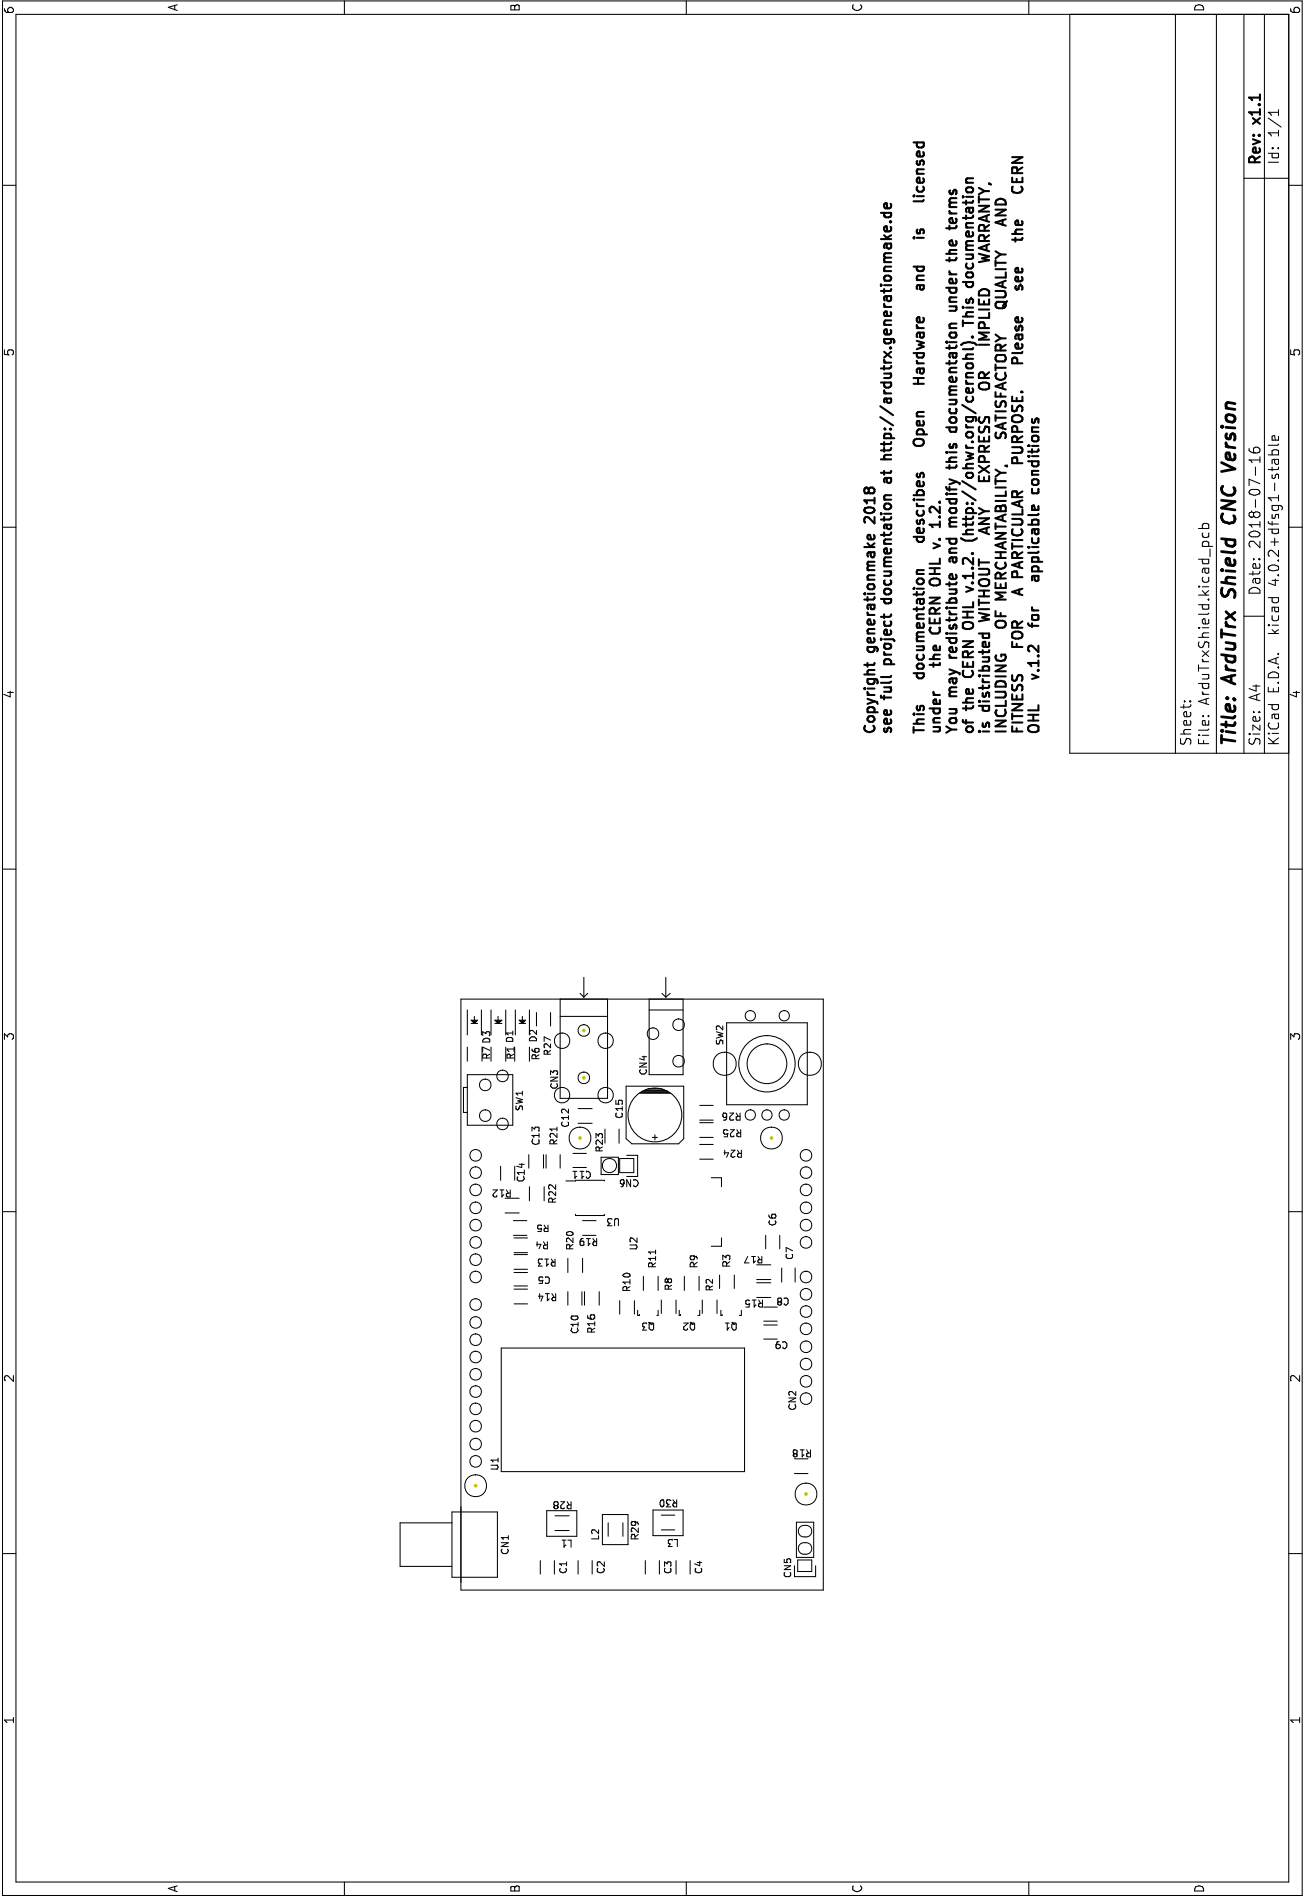 Copyright generationmake 2018
see full project documentation at http://ardutrx.generationmake.de
This documentation describes Open Hardware and is licensed
under the CERN OHL v. 1.2.
You may redistribute and modify this documentation under the terms
of the CERN OHL v.1.2. (http://ohwr.org/cernohl). This documentation
is distributed WITHOUT ANY EXPRESS OR IMPLIED WARRANTY,
INCLUDING OF MERCHANTABILITY, SATISFACTORY QUALITY AND
FITNESS FOR A PARTICULAR PURPOSE. Please see the CERN
OHL v.1.2 for applicable conditions
Sheet:
File: ArduTrxShield.kicad_pcb
Title: ArduTrx Shield CNC Version
Size: A4
Date: 2018-07-16
Rev: x1.1
KiCad E.D.A. kicad 4.0.2+dfsg1-stable
Id: 1/1
1
2
3
4
5
6
1
2
3
4
5
6
A
B
C
D
A
B
C
D
CN1
U1
R28
L1
L2
R29
R30
L3
C1
C2
C3
C4
CN5
R18
CN2
R14
C5
R13
R4
R5
R12
C14
R22
C13
R21
C12
R23
C11
CN6
U3
R19
R20
U2
C10
R16
R10
R11
R8
R9
R2
R3
Q3
Q2
Q1
R17
R15
C6
C7
C8
C9
R24
R25
R26
C15
SW1
SW2
CN3
CN4
R7
D3
R1
D1
R6
D2
R27
+